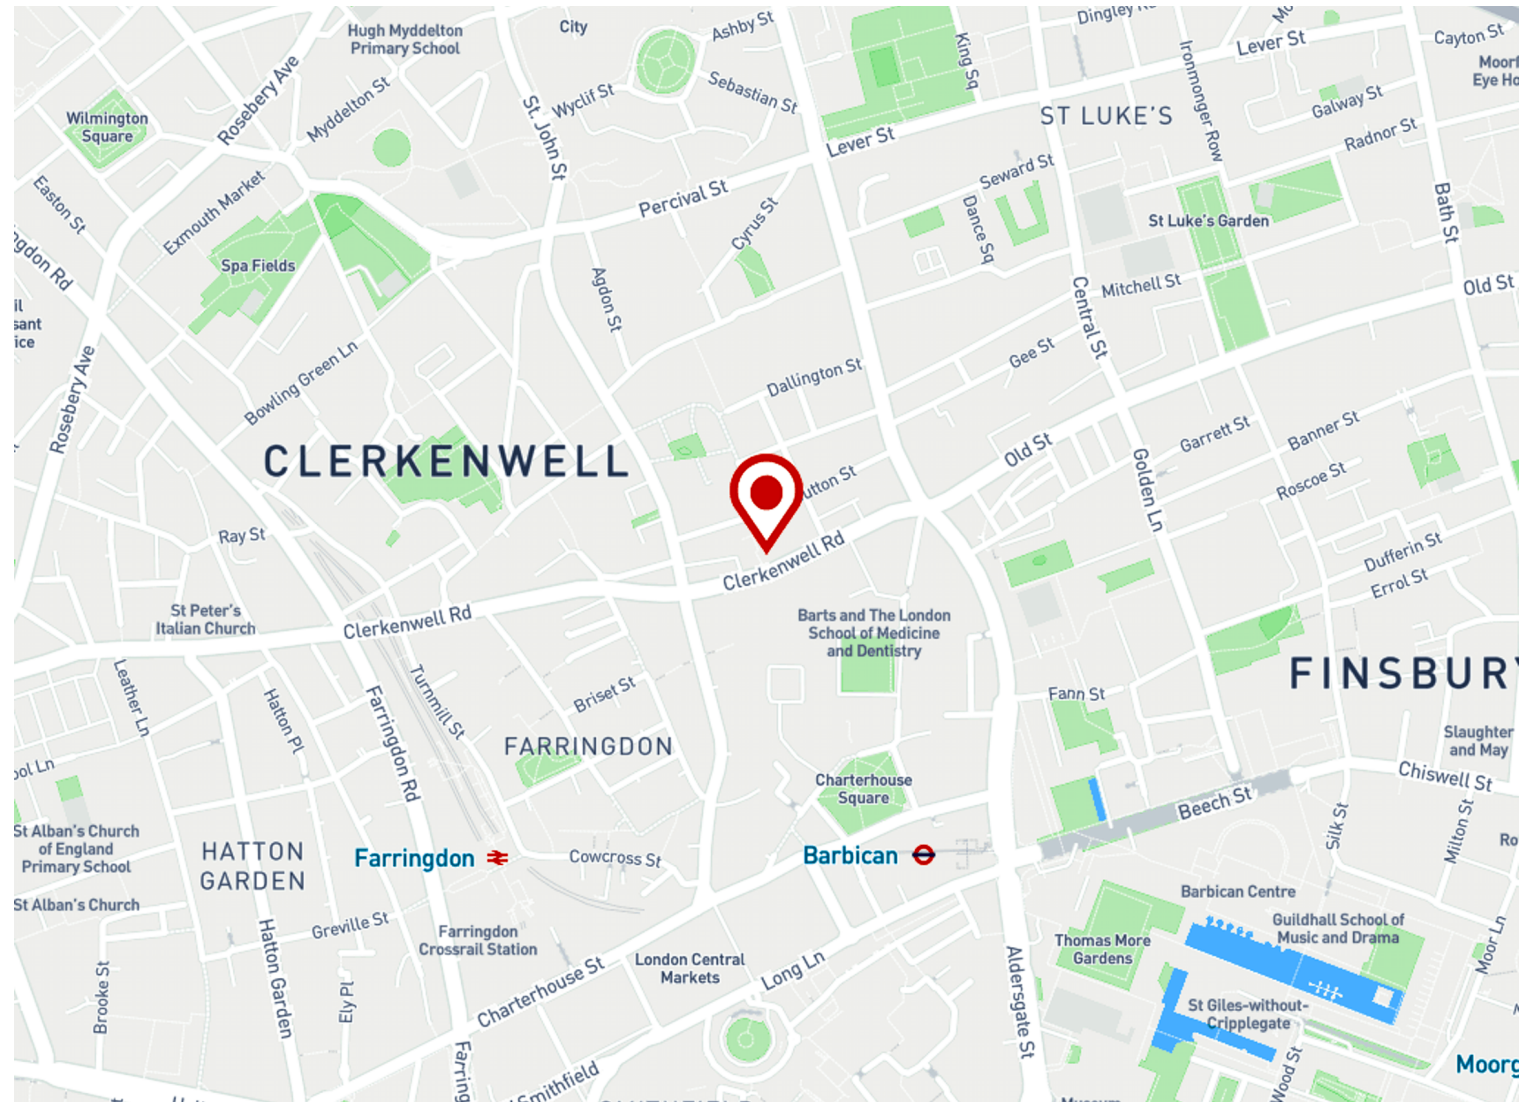 Hugh Myddelton
Primary School
City
Ashby St
King Sq
Ironmonger Row
Lever St
Cayton St
Wilmington
Square
Rosebery Ave
Myddelton St
St. John St
Wyclif St
Sebastian St
Lever St
ST LUKE'S
Galway St
Radnor St
Easton St
Exmouth Market
Percival St
Cyrus St
Seward St
Dance Sq
St Luke's Garden
Bath St
Spa Fields
Agdon St
Central St
Mitchell St
Old St
Rosebery Ave
Bowling Green Ln
Dallington St
Gee St
CLERKENWELL
Old St
Golden Ln
Garrett St
Banner St
Roscoe St
Ray St
Clerkenwell Rd
Dufferin St
Errol St
St Peter's
Italian Church
Clerkenwell Rd
Barts and The London
School of Medicine
and Dentistry
Leather Ln
Hatton Pl
Farringdon Rd
Turnmill St
Briset St
FARRINGDON
Fann St
FINSBURY
Slaughter
and May
Charterhouse
Square
Beech St
Chiswell St
Silk St
Milton St
St Alban's Church
of England
Primary School
HATTON
GARDEN
Farringdon
Cowcross St
Barbican
St Alban's Church
Greville St
Hatton Garden
Farringdon
Crossrail Station
Barbican Centre
Guildhall School of
Music and Drama
Thomas More
Gardens
Moor Ln
London Central
Markets
Long Ln
Aldersgate St
Brooke St
Ely Pl
Charterhouse St
St Giles-without-
Cripplegate
Wood St
Smithfield